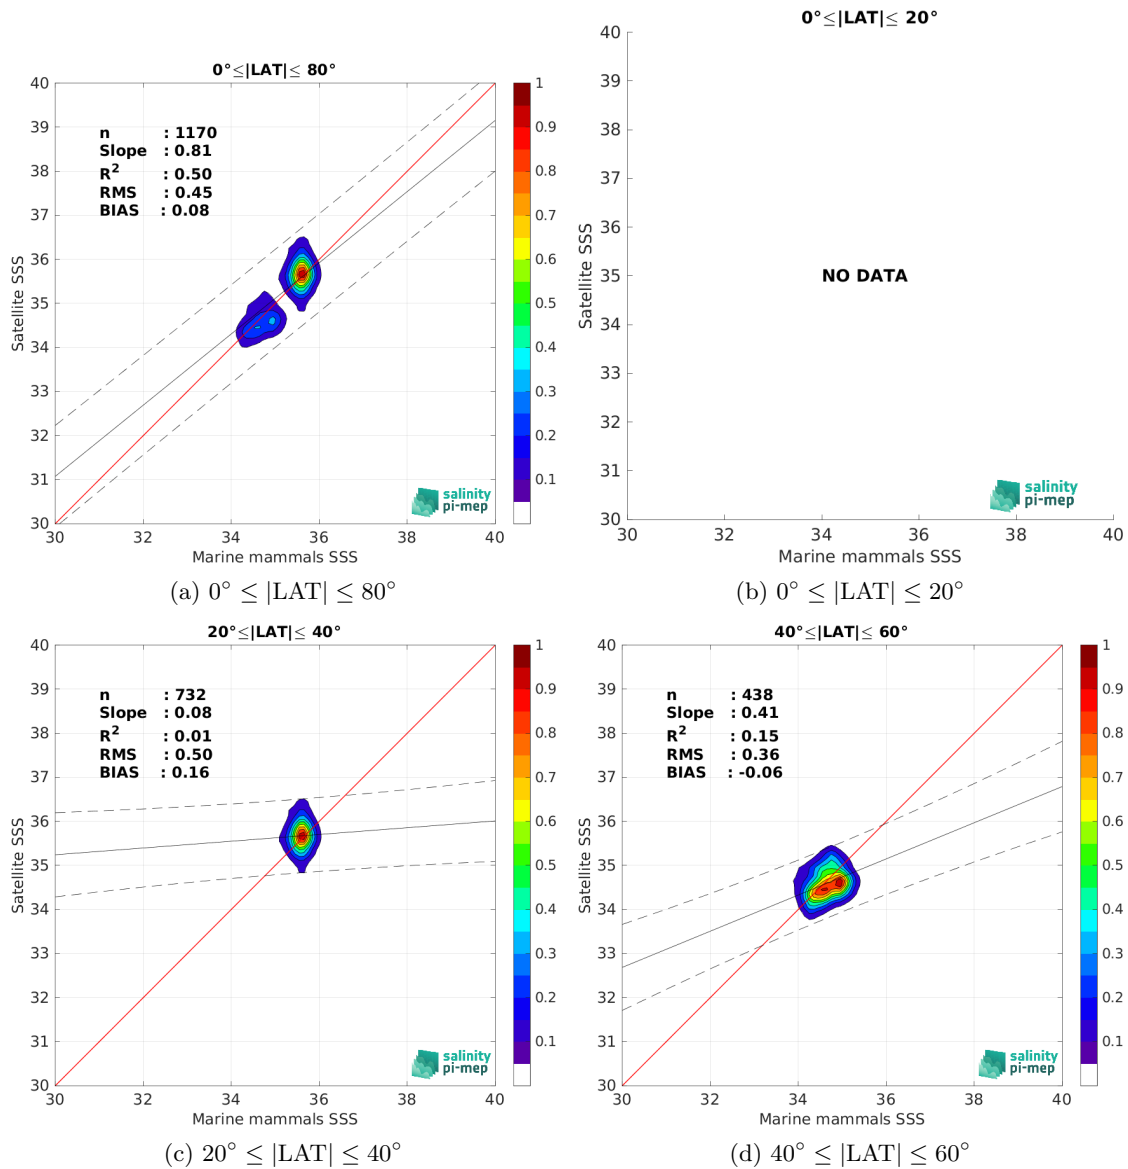 0°≤|LAT|≤ 80°
40
39
38
37
36
35
34
33
32
31
30
Satellite SSS
n : 1170
Slope : 0.81
R² : 0.50
RMS : 0.45
BIAS : 0.08
salinity
pi-mep
30 32 34 36 38 40
Marine mammals SSS
1
0.9
0.8
0.7
0.6
0.5
0.4
0.3
0.2
0.1
(a) 0° ≤ |LAT| ≤ 80°
0°≤|LAT|≤ 20°
40
39
38
37
36
35
34
33
32
31
30
Satellite SSS
NO DATA
salinity
pi-mep
30 32 34 36 38 40
Marine mammals SSS
(b) 0° ≤ |LAT| ≤ 20°
20°≤|LAT|≤ 40°
40
39
38
37
36
35
34
33
32
31
30
Satellite SSS
n : 732
Slope : 0.08
R² : 0.01
RMS : 0.50
BIAS : 0.16
salinity
pi-mep
30 32 34 36 38 40
Marine mammals SSS
1
0.9
0.8
0.7
0.6
0.5
0.4
0.3
0.2
0.1
(c) 20° ≤ |LAT| ≤ 40°
40°≤|LAT|≤ 60°
40
39
38
37
36
35
34
33
32
31
30
Satellite SSS
n : 438
Slope : 0.41
R² : 0.15
RMS : 0.36
BIAS : -0.06
salinity
pi-mep
30 32 34 36 38 40
Marine mammals SSS
1
0.9
0.8
0.7
0.6
0.5
0.4
0.3
0.2
0.1
(d) 40° ≤ |LAT| ≤ 60°